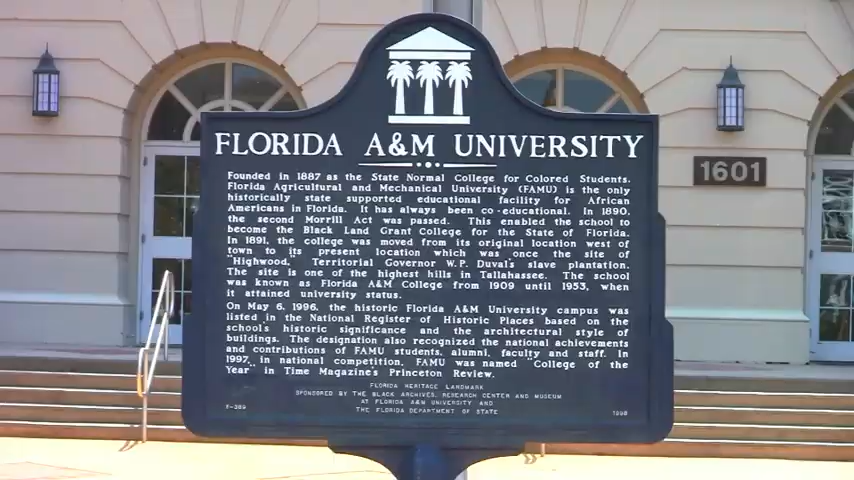 FLORIDA A&M UNIVERSITY
Founded in 1887 as the State Normal College for Colored Students.
Florida Agricultural and Mechanical University (FAMU) is the only
historically state supported educational facility for African
Americans in Florida. It has always been co-educational. In 1890,
the second Morrill Act was passed. This enabled the school to
become the Black Land Grant College for the State of Florida.
In 1891, the college was moved from its original location west of
town to its present location which was once the site of
"Highwood," Territorial Governor W.P. Duval's slave plantation.
The site is one of the highest hills in Tallahassee. The school
was known as Florida A&M College from 1909 until 1953, when
it attained university status.
On May 6, 1996, the historic Florida A&M University campus was
listed in the National Register of Historic Places based on the
school's historic significance and the architectural style of
buildings. The designation also recognized the national achievements
and contributions of FAMU students, alumni, faculty and staff. In
1997, in national competition, FAMU was named "College of the
Year" in Time Magazine's Princeton Review.
FLORIDA HERITAGE LANDMARK
SPONSORED BY THE BLACK ARCHIVES, RESEARCH CENTER AND MUSEUM
AT FLORIDA A&M UNIVERSITY AND
THE FLORIDA DEPARTMENT OF STATE
F-389
1998
1601